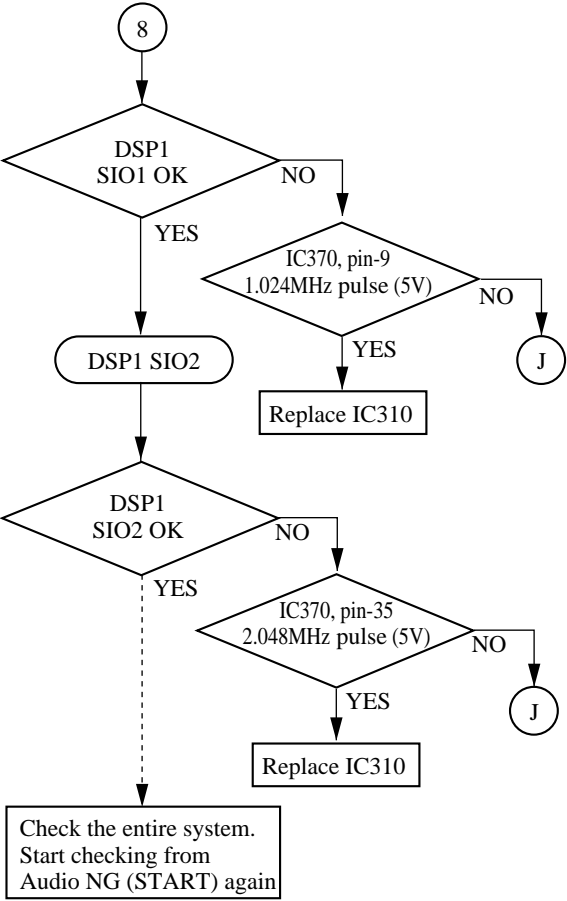 8
DSP1
SIO1 OK
NO
YES
IC370, pin-9
1.024MHz pulse (5V)
NO
YES
J
DSP1 SIO2
Replace IC310
DSP1
SIO2 OK
NO
YES
IC370, pin-35
2.048MHz pulse (5V)
NO
YES
J
Replace IC310
Check the entire system.
Start checking from
Audio NG (START) again